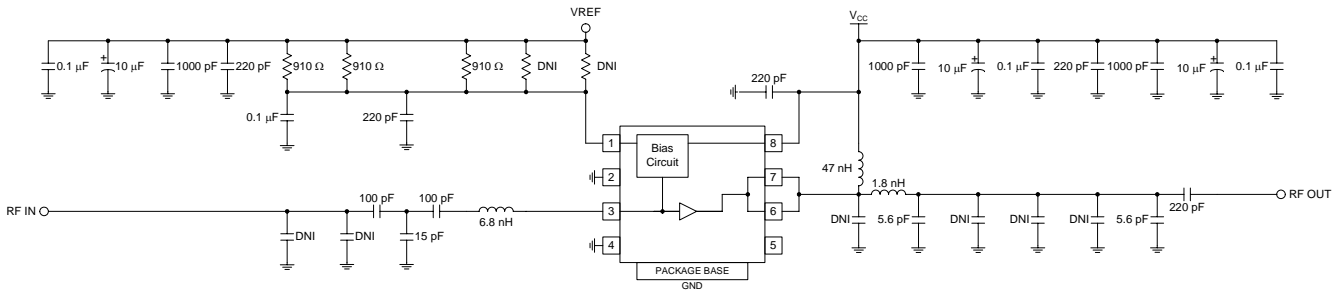 VREF
V_CC
0.1 µF
+
10 µF
1000 pF
220 pF
910 Ω
910 Ω
910 Ω
DNI
DNI
0.1 µF
220 pF
220 pF
1000 pF
10 µF
+
0.1 µF
220 pF
1000 pF
10 µF
+
0.1 µF
1
Bias
Circuit
8
2
7
47 nH
1.8 nH
RF IN
100 pF
100 pF
6.8 nH
3
6
RF OUT
220 pF
DNI
DNI
15 pF
4
5
DNI
5.6 pF
DNI
DNI
DNI
5.6 pF
PACKAGE BASE
GND